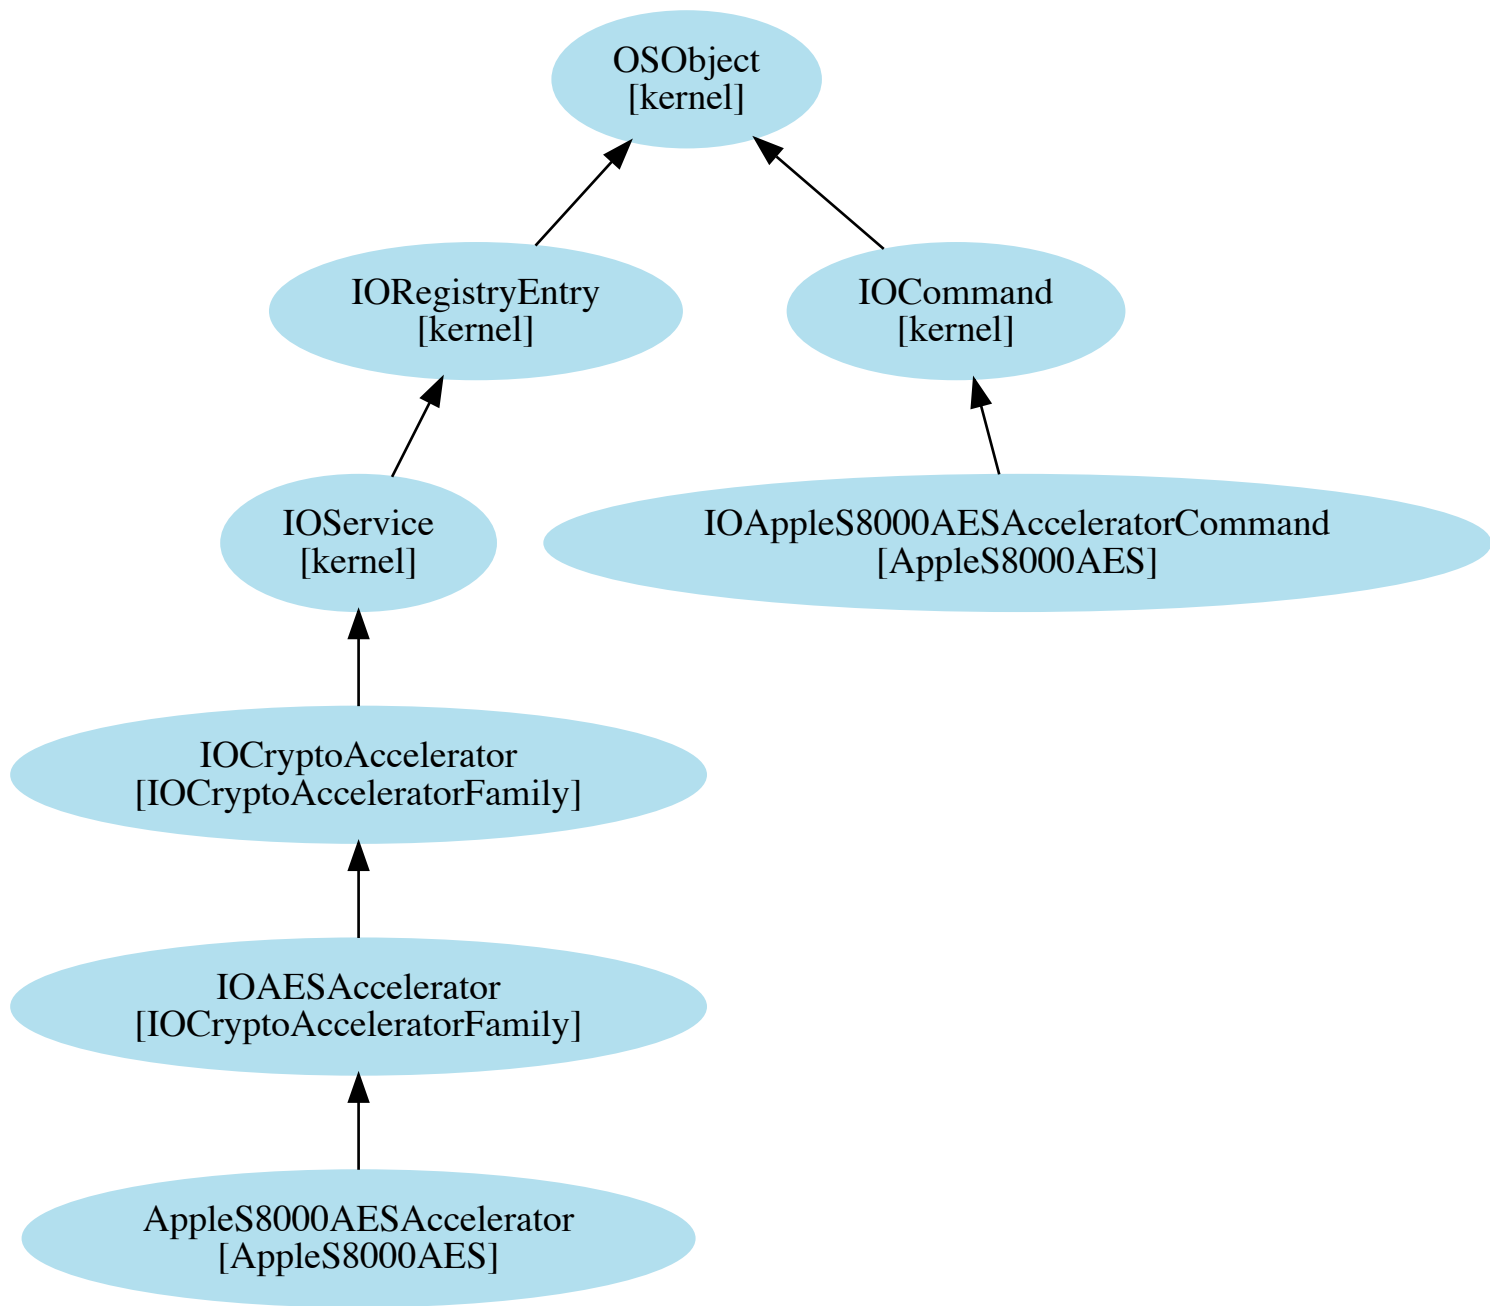 OSObject
[kernel]
IORegistryEntry
[kernel]
IOCommand
[kernel]
IOService
[kernel]
IOAppleS8000AESAcceleratorCommand
[AppleS8000AES]
IOCryptoAccelerator
[IOCryptoAcceleratorFamily]
IOAESAccelerator
[IOCryptoAcceleratorFamily]
AppleS8000AESAccelerator
[AppleS8000AES]